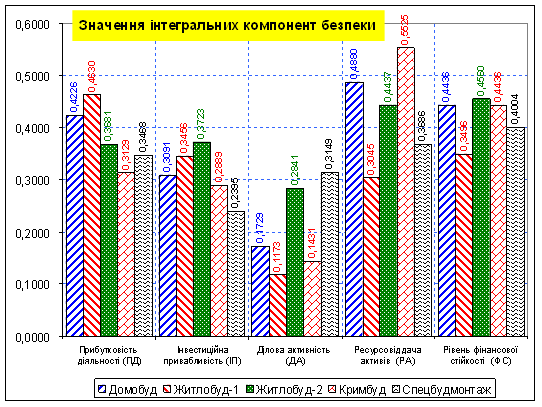 Значення інтегральних компонент безпеки
0,6000
0,5000
0,4000
0,3000
0,2000
0,1000
0,0000
0,4226
0,4630
0,3681
0,3129
0,3468
0,3091
0,3456
0,3723
0,2889
0,2395
0,1729
0,1173
0,2841
0,1431
0,3149
0,4880
0,3045
0,4437
0,5525
0,3686
0,4436
0,3496
0,4560
0,4436
0,4004
Прибутковість
діяльності (ПД)
Інвестиційна
привабливість (ІП)
Ділова активність
(ДА)
Ресурсовіддача
активів (РА)
Рівень фінансової
стійкості (ФС)
Домобуд Житлобуд-1 Житлобуд-2 Кримбуд Спецбудмонтаж